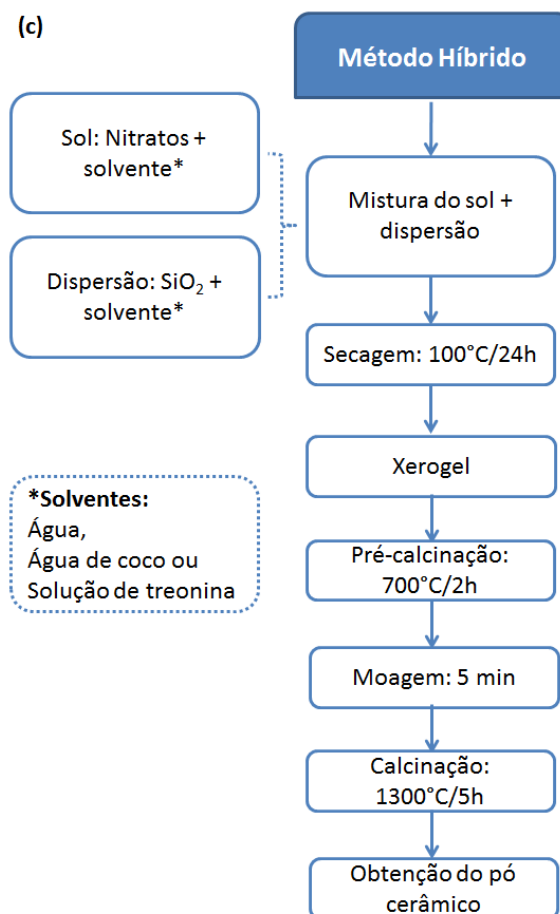 (c)
Método Híbrido
Sol: Nitratos +
solvente*
Dispersão: SiO₂ +
solvente*
Mistura do sol +
dispersão
Secagem: 100°C/24h
Xerogel
*Solventes:
Água,
Água de coco ou
Solução de treonina
Pré-calcinação:
700°C/2h
Moagem: 5 min
Calcinação:
1300°C/5h
Obtenção do pó
cerâmico